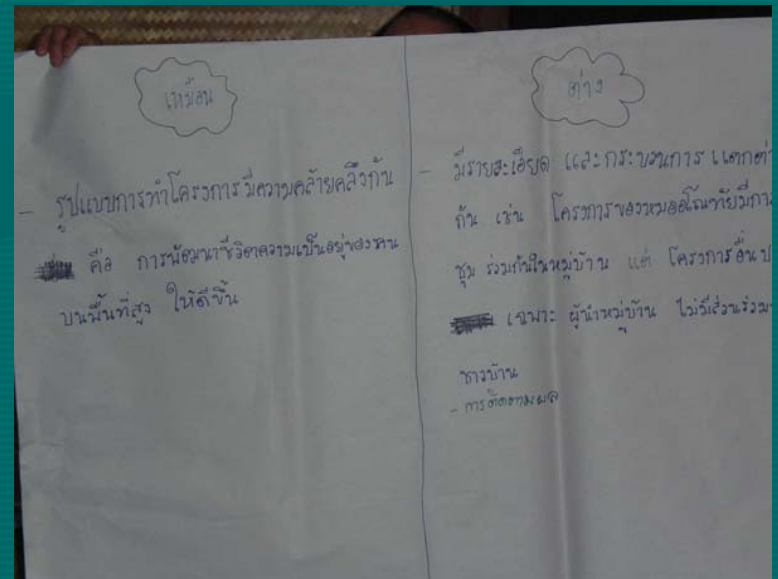 เหมือน
- รูปแบบการทำโครงการมีความคล้ายคลึงกัน
คือ การพัฒนาชีวิตความเป็นอยู่ของคน
บนพื้นที่สูง ให้ดีขึ้น
ต่าง
- มีรายละเอียด และกระบวนการ แตกต่า
กัน เช่น โครงการของหมออโณทัยมีกา
ชุม ร่วมกันในหมู่บ้าน แต่ โครงการอื่น ป
เฉพาะ ผู้นำหมู่บ้าน ไม่มีส่วนร่วม
ชาวบ้าน
- การติดตามผล